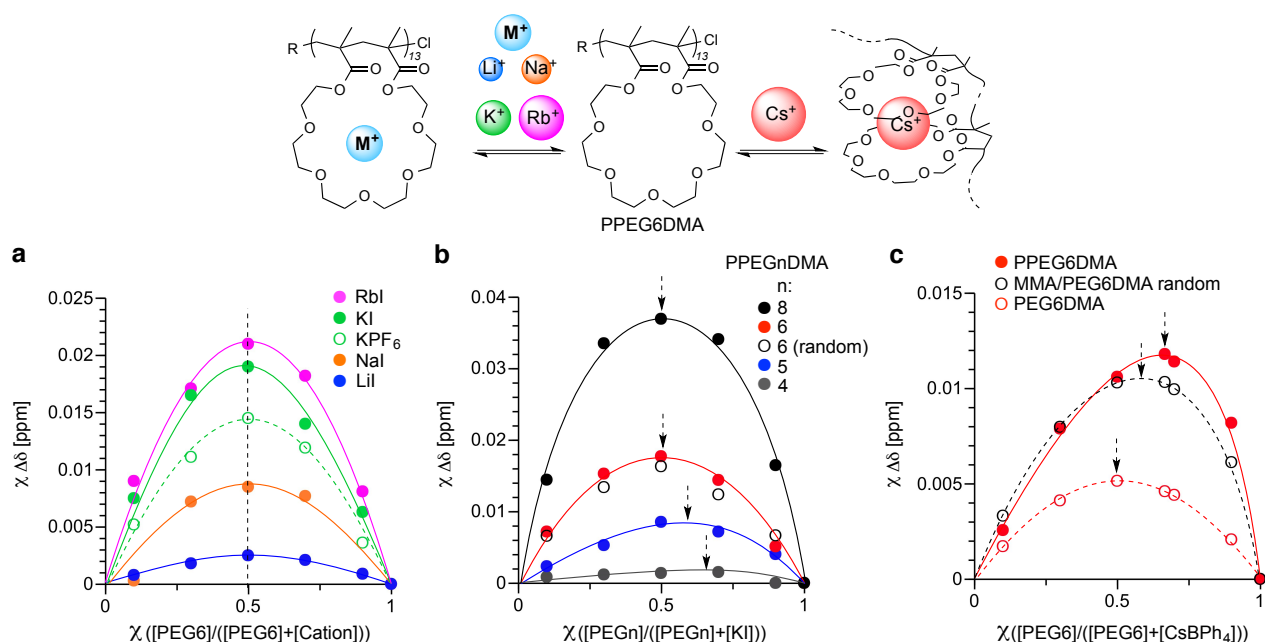 R
Cl
13
O
O
O
O
O
O
O
O
O
M⁺
M⁺
Li⁺
Na⁺
K⁺
Rb⁺
R
Cl
13
O
O
O
O
O
O
O
O
O
PPEG6DMA
Cs⁺
Cs⁺
a
χ Δδ [ppm]
0.025
0.02
0.015
0.01
0.005
0
0
0.5
1
χ ([PEG6]/([PEG6]+[Cation]))
RbI
KI
KPF₆
NaI
LiI
b
PPEGnDMA
n:
8
6
6 (random)
5
4
χ Δδ [ppm]
0.04
0.03
0.02
0.01
0
0
0.5
1
χ ([PEGn]/([PEGn]+[KI]))
c
PPEG6DMA
MMA/PEG6DMA random
PEG6DMA
χ Δδ [ppm]
0.015
0.01
0.005
0
0
0.5
1
χ([PEG6]/([PEG6]+[CsBPh₄]))